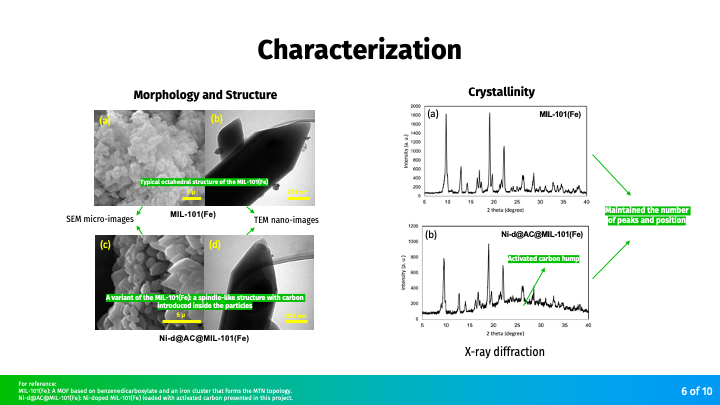 Characterization
Morphology and Structure
(a)
(b)
Typical octahedral structure of the MIL-101(Fe)
MIL-101(Fe)
SEM micro-images
TEM nano-images
(c)
(d)
A variant of the MIL-101(Fe): a spindle-like structure with carbon
introduced inside the particles
5 μ
Ni-d@AC@MIL-101(Fe)
Crystallinity
(a)
MIL-101(Fe)
Intensity (a. u.)
2000
1800
1600
1400
1200
1000
800
600
400
200
0
5 10 15 20 25 30 35 40
2 theta (degree)
(b)
Ni-d@AC@MIL-101(Fe)
Activated carbon hump
Intensity (a. u.)
1200
1000
800
600
400
200
0
5 10 15 20 25 30 35 40
2 theta (degree)
X-ray diffraction
Maintained the number
of peaks and position
For reference:
MIL-101(Fe): A MOF based on benzenedicarboxylate and an iron cluster that forms the MTN topology.
Ni-d@AC@MIL-101(Fe): Ni-doped MIL-101(Fe) loaded with activated carbon presented in this project.
6 of 10